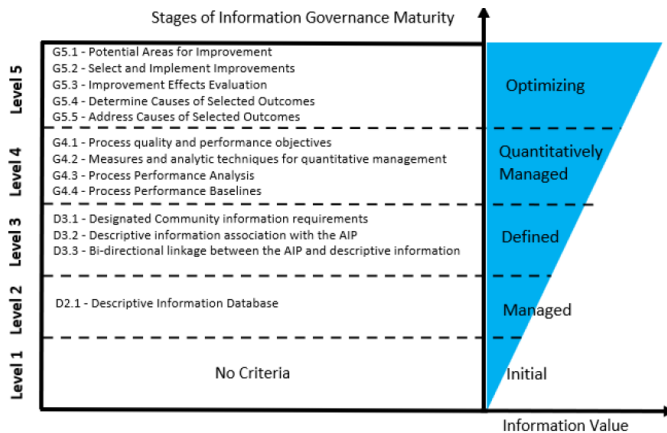 Stages of Information Governance Maturity
Level 5
G5.1 - Potential Areas for Improvement
G5.2 - Select and Implement Improvements
G5.3 - Improvement Effects Evaluation
G5.4 - Determine Causes of Selected Outcomes
G5.5 - Address Causes of Selected Outcomes
Optimizing
Level 4
G4.1 - Process quality and performance objectives
G4.2 - Measures and analytic techniques for quantitative management
G4.3 - Process Performance Analysis
G4.4 - Process Performance Baselines
Quantitatively
Managed
Level 3
D3.1 - Designated Community information requirements
D3.2 - Descriptive information association with the AIP
D3.3 - Bi-directional linkage between the AIP and descriptive information
Defined
Level 2
D2.1 - Descriptive Information Database
Managed
Level 1
No Criteria
Initial
Information Value